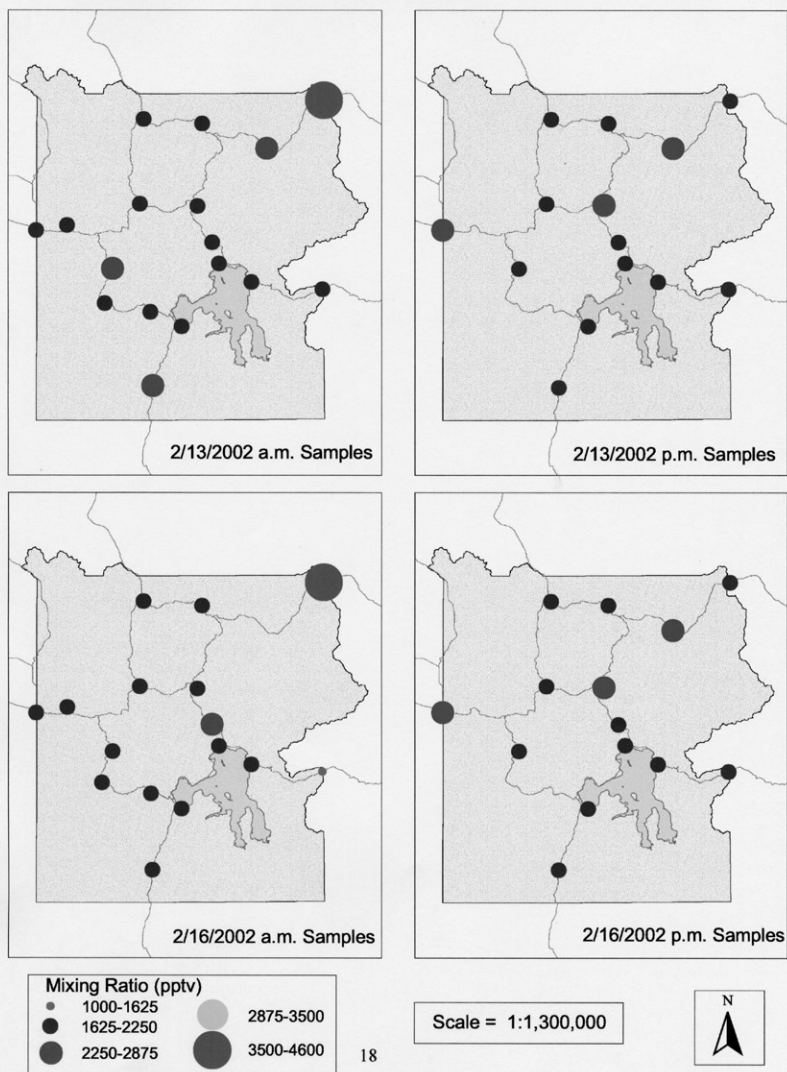 2/13/2002 a.m. Samples
2/13/2002 p.m. Samples
2/16/2002 a.m. Samples
2/16/2002 p.m. Samples
Mixing Ratio (pptv)
1000-1625
1625-2250
2250-2875
2875-3500
3500-4600
18
Scale = 1:1,300,000
N